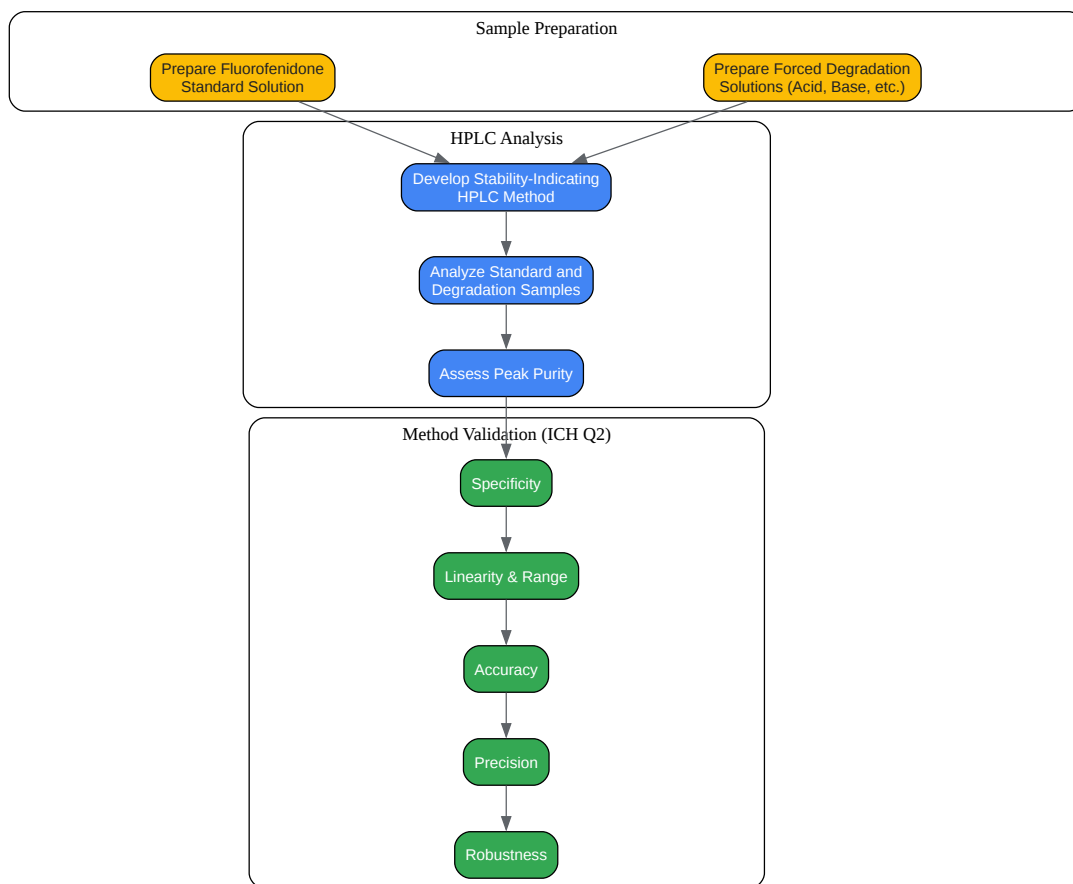 Sample Preparation
Prepare Fluorofenidone
Standard Solution
Prepare Forced Degradation
Solutions (Acid, Base, etc.)
HPLC Analysis
Develop Stability-Indicating
HPLC Method
Analyze Standard and
Degradation Samples
Assess Peak Purity
Method Validation (ICH Q2)
Specificity
Linearity & Range
Accuracy
Precision
Robustness